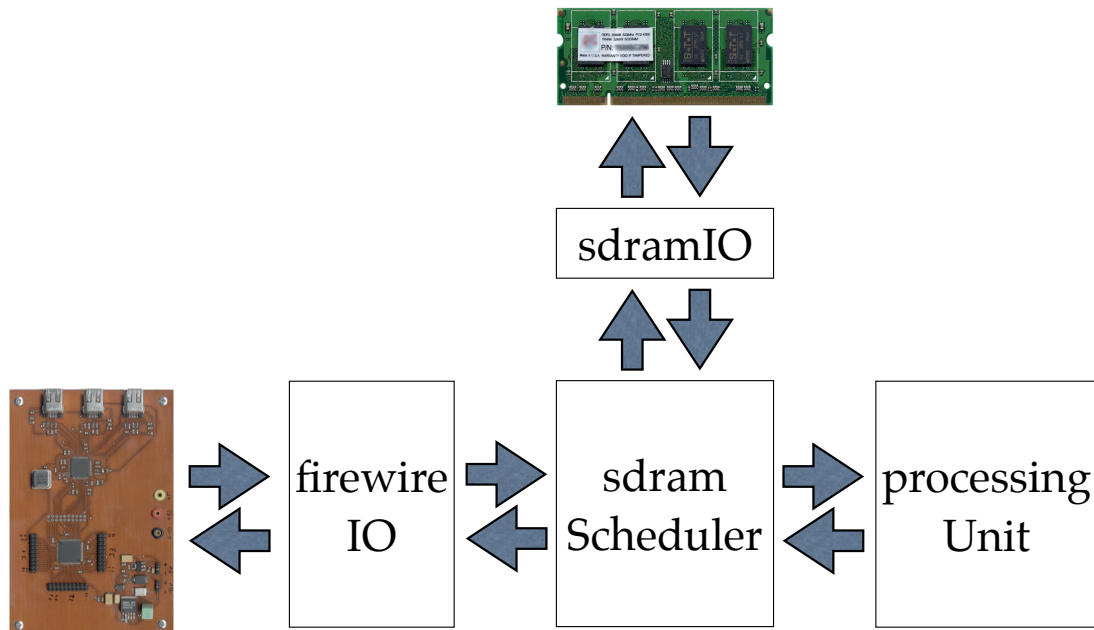 P/N:
sdramIO
firewire
IO
sdram
Scheduler
processing
Unit